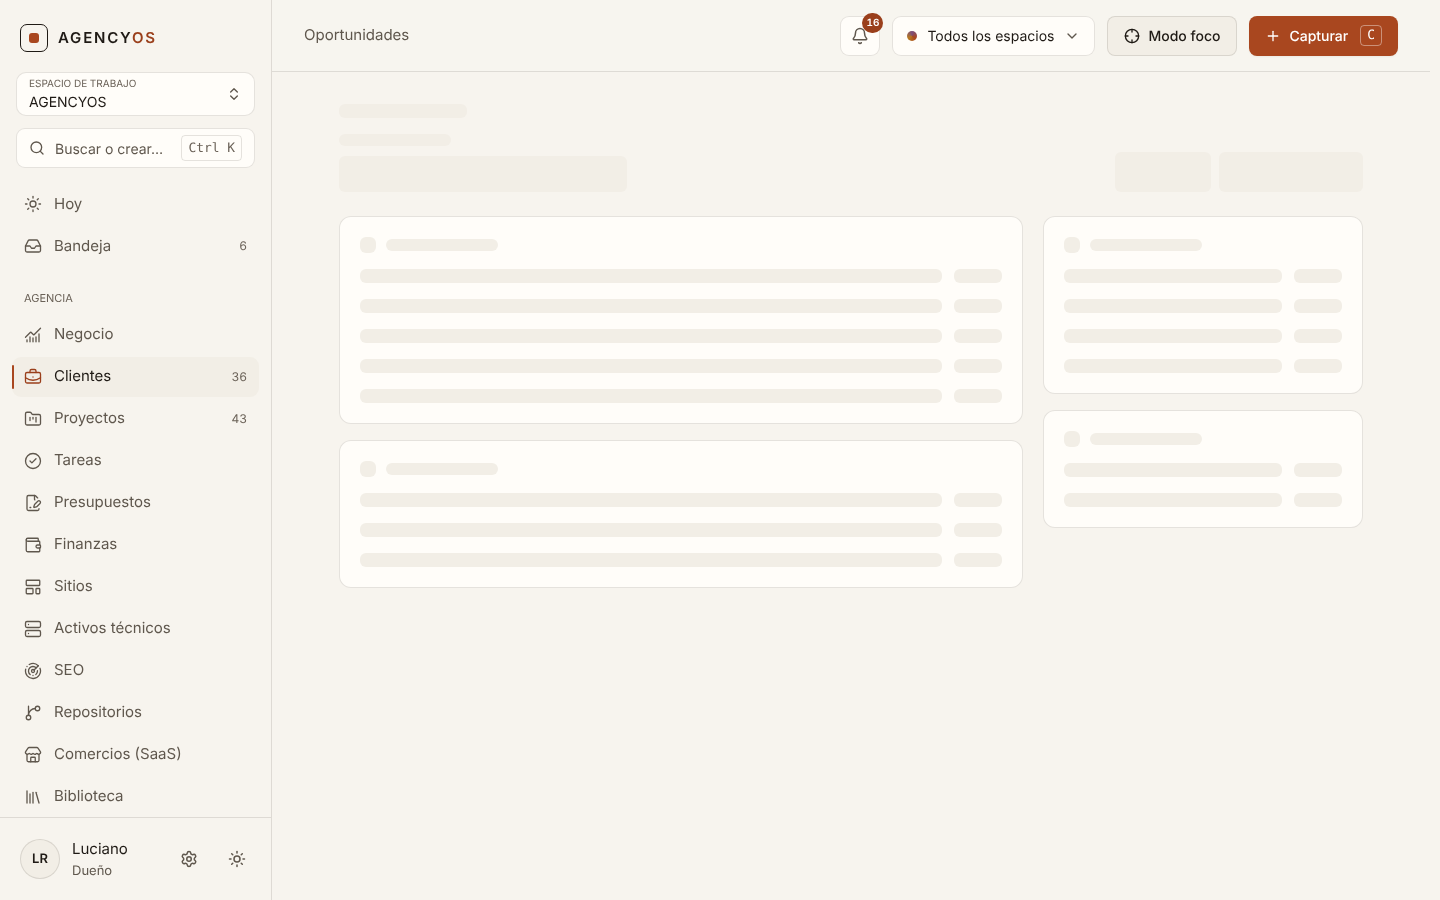 AGENCYOS
ESPACIO DE TRABAJO
AGENCYOS
Buscar o crear... Ctrl K
Hoy
Bandeja 6
AGENCIA
Negocio
Clientes 36
Proyectos 43
Tareas
Presupuestos
Finanzas
Sitios
Activos técnicos
SEO
Repositorios
Comercios (SaaS)
Biblioteca
LR
Luciano
Dueño
Oportunidades
16
Todos los espacios
Modo foco
Capturar C